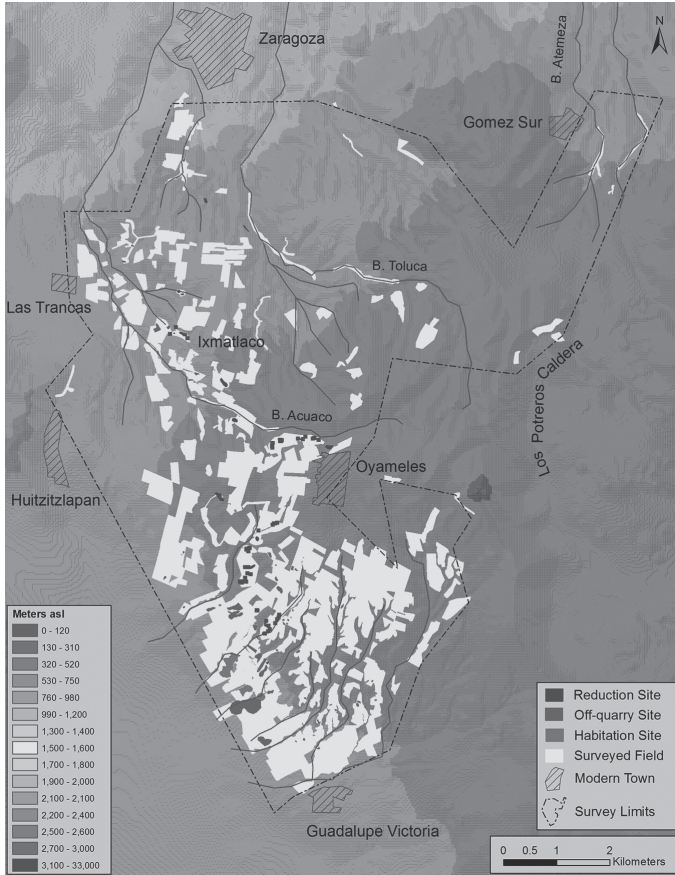 Zaragoza
B. Atemeza
N
Gomez Sur
B. Toluca
Las Trancas
Ixmatlaco
Los Potreros Caldera
B. Acuaco
Oyameles
Huitzitzlapan
Meters asl
0 - 120
130 - 310
320 - 520
530 - 750
760 - 980
990 - 1,200
1,300 - 1,400
1,500 - 1,600
1,700 - 1,800
1,900 - 2,000
2,100 - 2,100
2,200 - 2,400
2,500 - 2,600
2,700 - 3,000
3,100 - 33,000
Reduction Site
Off-quarry Site
Habitation Site
Surveyed Field
Modern Town
Survey Limits
Guadalupe Victoria
0 0.5 1 2
Kilometers